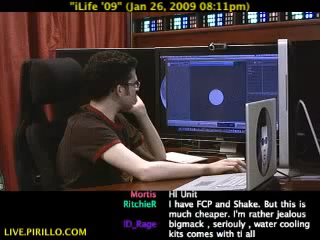 "iLife '09" (Jan 26, 2009 08:11pm)
Mortis HI Unit
RitchieR I have FCP and Shake. But this is
much cheaper. I'm rather jealous
ID_Rage bigmack , seriouly , water cooling
kits comes with ti all
LIVE.PIRILLO.COM